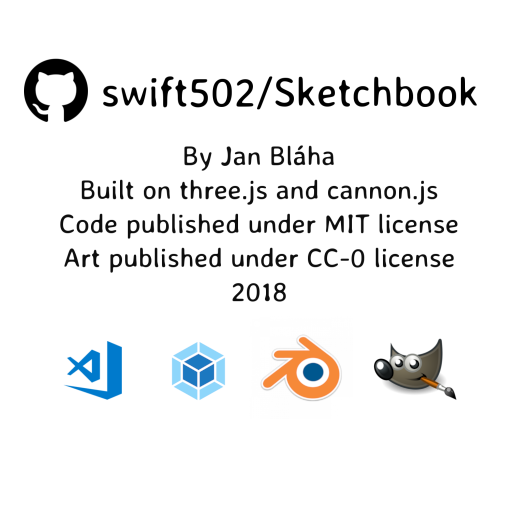 swift502/Sketchbook
By Jan Bláha
Built on three.js and cannon.js
Code published under MIT license
Art published under CC-0 license
2018